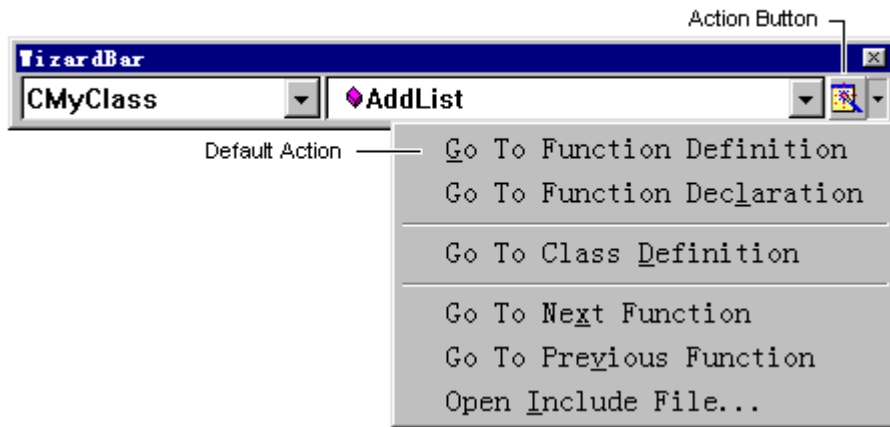 Action Button
WizardBar
CMyClass
AddList
Default Action
Go To Function Definition
Go To Function Declaration
Go To Class Definition
Go To Next Function
Go To Previous Function
Open Include File...